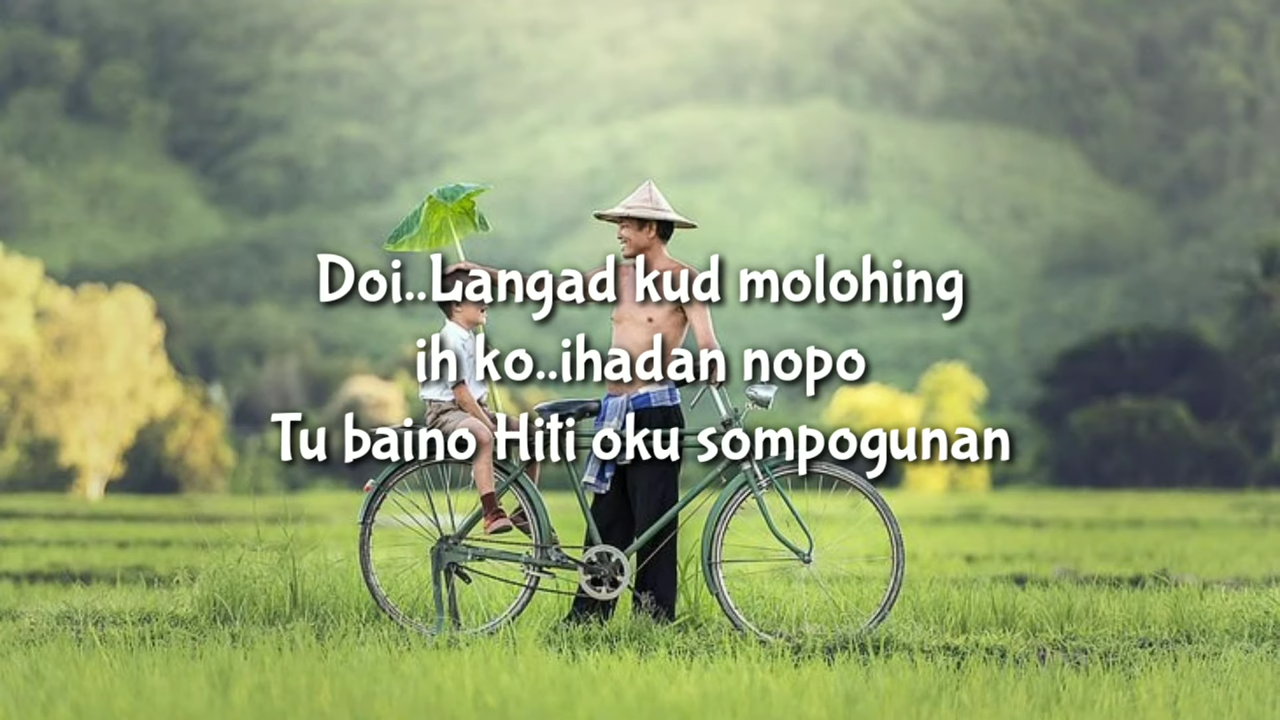 Doi..Langad kud molohing
ih ko..ihadan nopo
Tu baino Hiti oku sompogunan